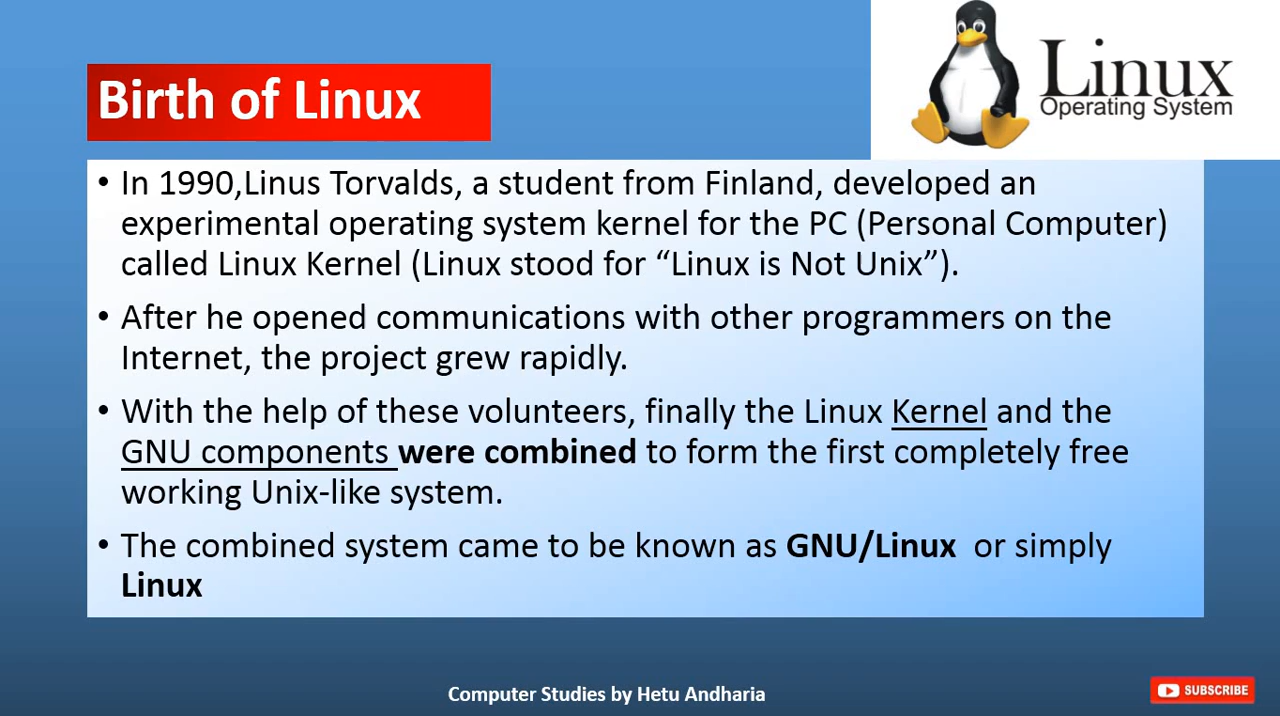 Linux
Operating System
Birth of Linux
• In 1990,Linus Torvalds, a student from Finland, developed an
experimental operating system kernel for the PC (Personal Computer)
called Linux Kernel (Linux stood for “Linux is Not Unix”).
• After he opened communications with other programmers on the
Internet, the project grew rapidly.
• With the help of these volunteers, finally the Linux Kernel and the
GNU components were combined to form the first completely free
working Unix-like system.
• The combined system came to be known as GNU/Linux or simply
Linux
Computer Studies by Hetu Andharia
SUBSCRIBE